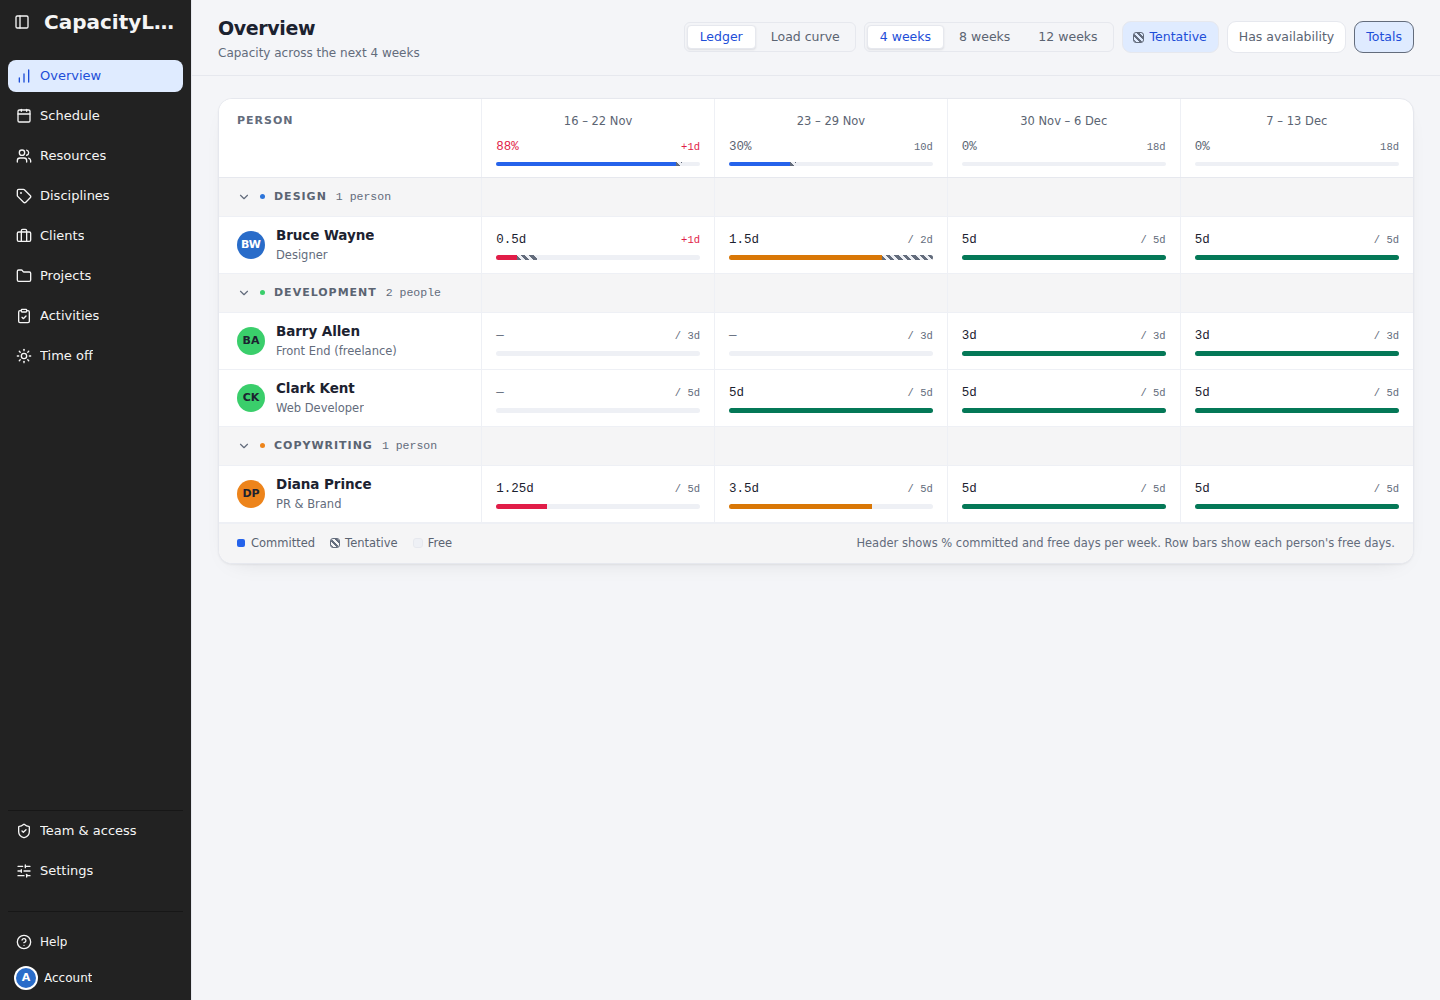 CapacityL…
Overview
Schedule
Resources
Disciplines
Clients
Projects
Activities
Time off
Team & access
Settings
Help
A Account
Overview
Capacity across the next 4 weeks
Ledger Load curve 4 weeks 8 weeks 12 weeks Tentative Has availability Totals
PERSON 16 – 22 Nov 23 – 29 Nov 30 Nov – 6 Dec 7 – 13 Dec
88% +1d 30% 10d 0% 18d 0% 18d
DESIGN 1 person
BW Bruce Wayne 0.5d +1d 1.5d / 2d 5d / 5d 5d / 5d
Designer
DEVELOPMENT 2 people
BA Barry Allen — / 3d — / 3d 3d / 3d 3d / 3d
Front End (freelance)
CK Clark Kent — / 5d 5d / 5d 5d / 5d 5d / 5d
Web Developer
COPYWRITING 1 person
DP Diana Prince 1.25d / 5d 3.5d / 5d 5d / 5d 5d / 5d
PR & Brand
Committed Tentative Free Header shows % committed and free days per week. Row bars show each person's free days.